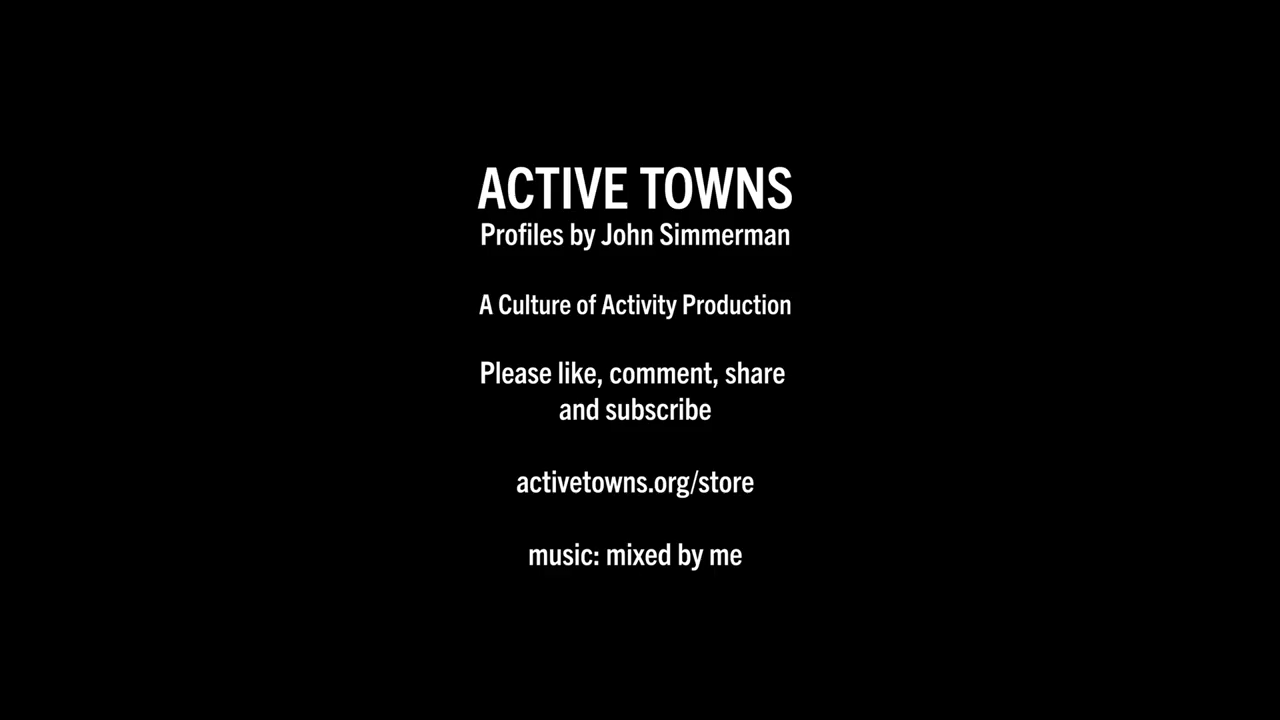 ACTIVE TOWNS
Profiles by John Simmerman
A Culture of Activity Production
Please like, comment, share
and subscribe
activetowns.org/store
music: mixed by me